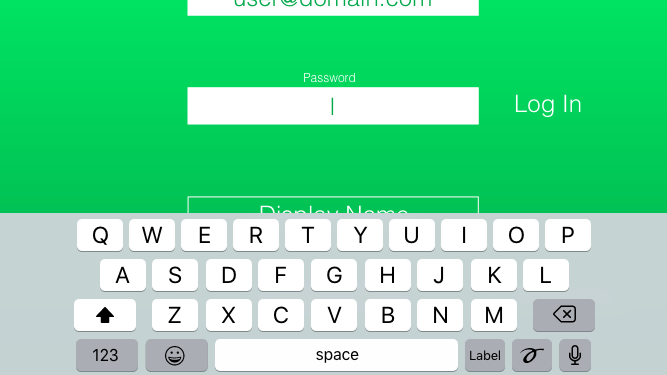 user@domain.com
Password
Log In
Display Name
Q W E R T Y U I O P
A S D F G H J K L
Z X C V B N M
123 space Label